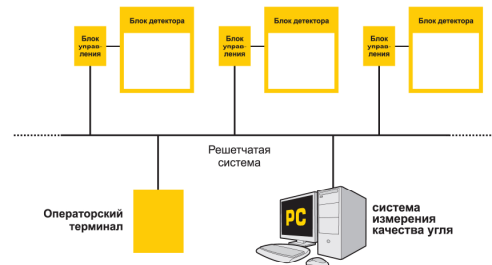 Блок детектора
Блок
управ-
ления
Блок детектора
Блок
управ-
ления
Блок детектора
Блок
управ-
ления
Решетчатая
система
Операторский
терминал
PC
система
измерения
качества угля